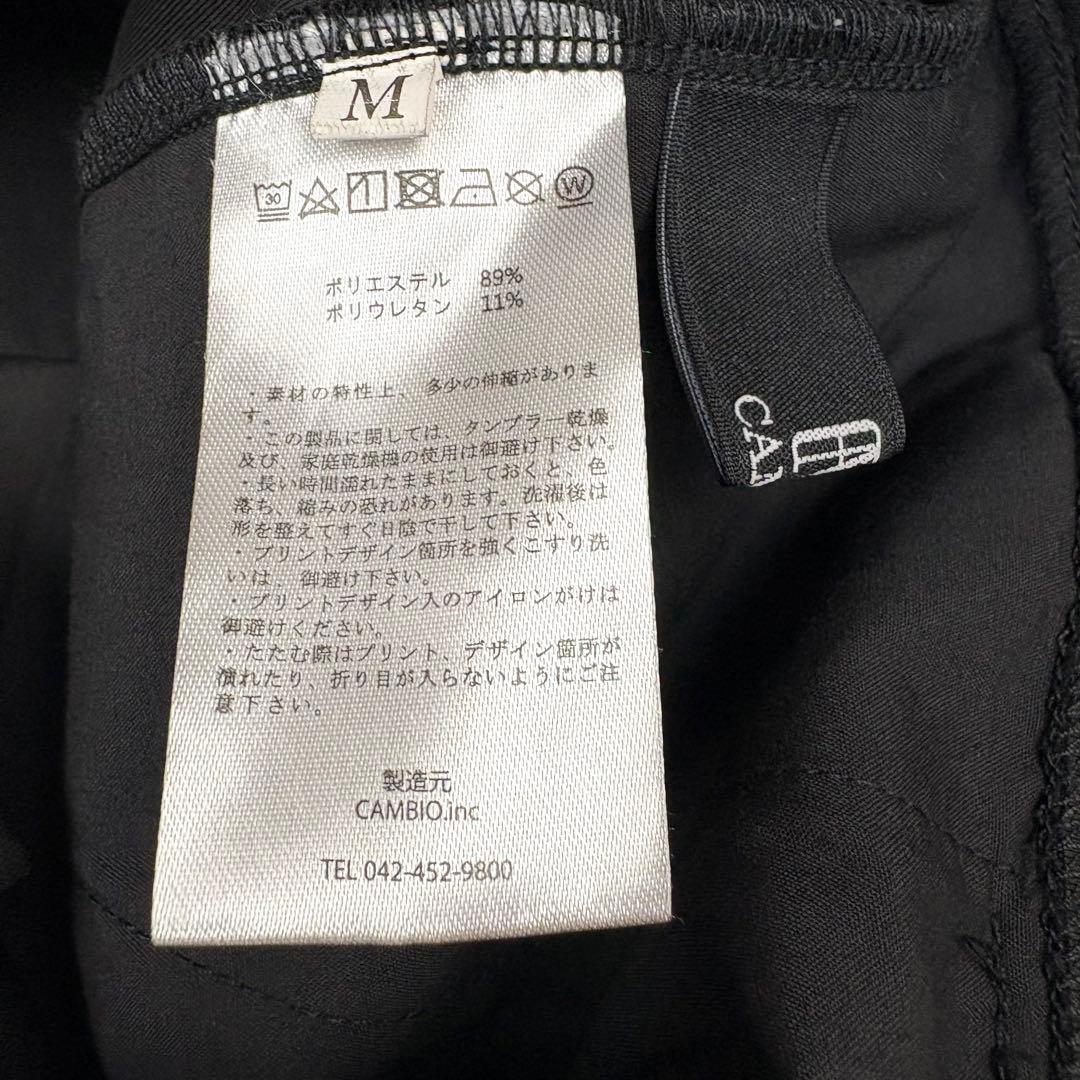 M
30
W
ポリエステル 89%
ポリウレタン 11%
・素材の特性上、多少の伸縮がありま
す。
・この製品に関しては、タンブラー乾燥
及び、家庭乾燥機の使用は御避け下さい。
・長い時間濡れたままにしておくと、色
落ち、縮みの恐れがあります。洗濯後は
形を整えてすぐ日陰で干して下さい。
・プリントデザイン箇所を強くこすり洗
いは、御避け下さい。
・プリントデザイン入のアイロンがけは
御避けください。
・たたむ際はプリント、デザイン箇所が
潰れたり、折り目が入らないようにご注
意下さい。
製造元
CAMBIO.inc
TEL 042-452-9800